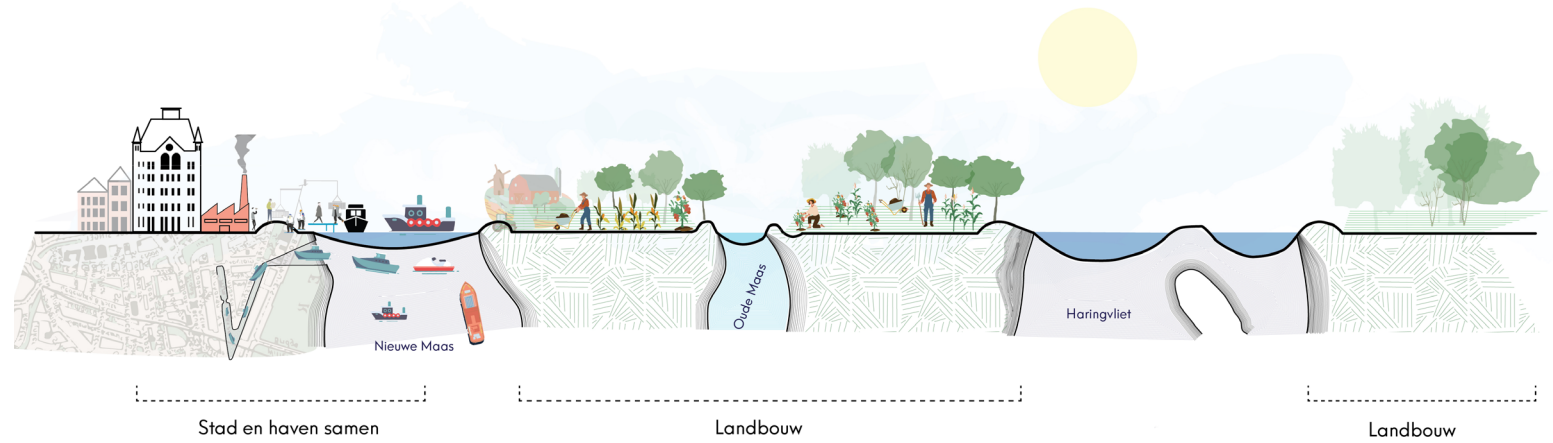 Nieuwe Maas
Oude Maas
Haringvliet
Stad en haven samen
Landbouw
Landbouw